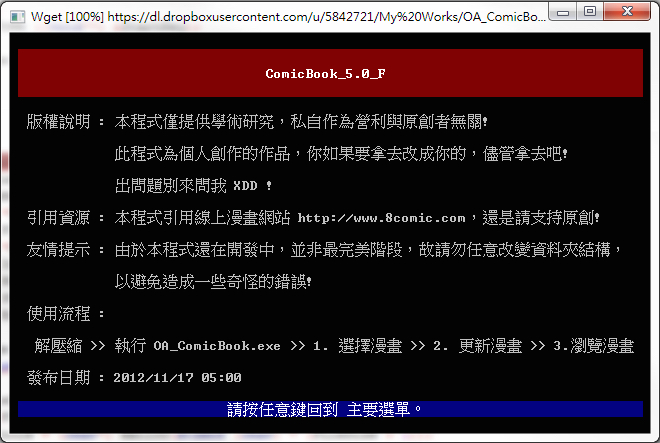 Wget [100%] https://dl.dropboxusercontent.com/u/5842721/My%20Works/OA_ComicBo...
ComicBook_5.0_F
版權說明 : 本程式僅提供學術研究，私自作為營利與原創者無關!
此程式為個人創作的作品，你如果要拿去改成你的，儘管拿去吧!
出問題別來問我 XDD !
引用資源 : 本程式引用線上漫畫網站 http://www.8comic.com，還是請支持原創!
友情提示 : 由於本程式還在開發中，並非最完美階段，故請勿任意改變資料夾結構，
以避免造成一些奇怪的錯誤!
使用流程 :
解壓縮 >> 執行 OA_ComicBook.exe >> 1. 選擇漫畫 >> 2. 更新漫畫 >> 3.瀏覽漫畫
發布日期 : 2012/11/17 05:00
請按任意鍵回到 主要選單。